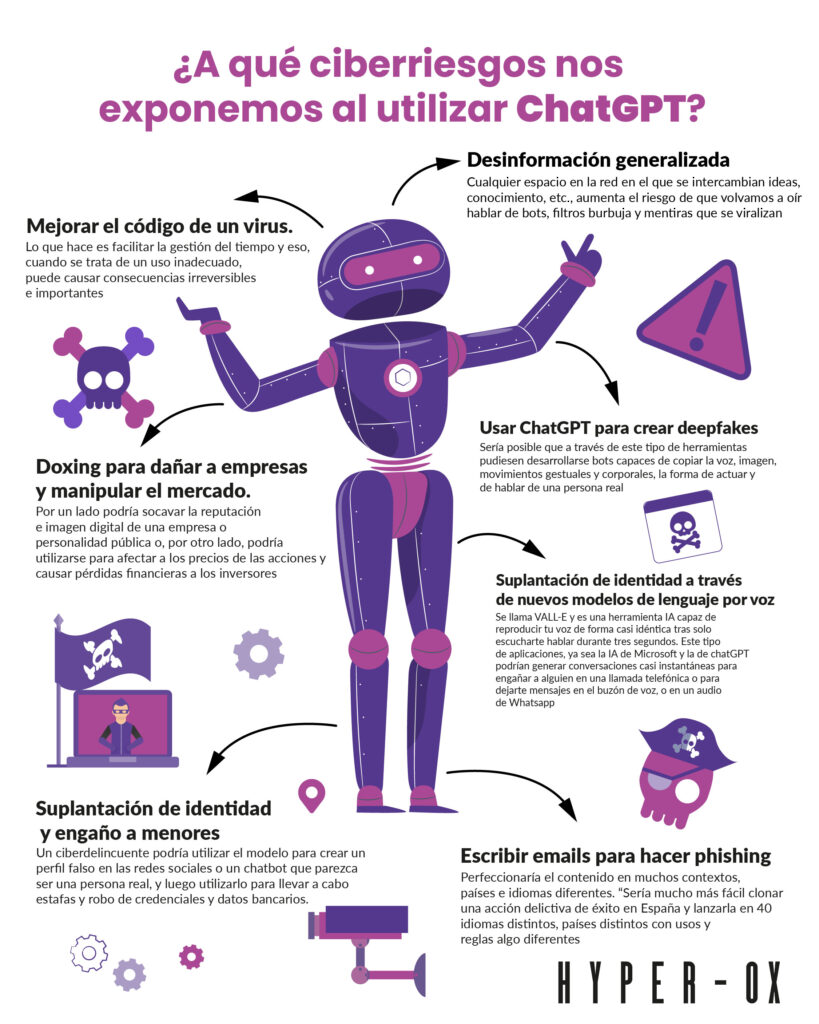 ¿A qué ciberriesgos nos
exponemos al utilizar ChatGPT?
Desinformación generalizada
Cualquier espacio en la red en el que se intercambian ideas,
conocimiento, etc., aumenta el riesgo de que volvamos a oír
hablar de bots, filtros burbuja y mentiras que se viralizan
Mejorar el código de un virus.
Lo que hace es facilitar la gestión del tiempo y eso,
cuando se trata de un uso inadecuado,
puede causar consecuencias irreversibles
e importantes
Usar ChatGPT para crear deepfakes
Sería posible que a través de este tipo de herramientas
pudiesen desarrollarse bots capaces de copiar la voz, imagen,
movimientos gestuales y corporales, la forma de actuar y
de hablar de una persona real
Doxing para dañar a empresas
y manipular el mercado.
Por un lado podría socavar la reputación
e imagen digital de una empresa o
personalidad pública o, por otro lado, podría
utilizarse para afectar a los precios de las acciones y
causar pérdidas financieras a los inversores
Suplantación de identidad a través
de nuevos modelos de lenguaje por voz
Se llama VALL-E y es una herramienta IA capaz de
reproducir tu voz de forma casi idéntica tras solo
escucharte hablar durante tres segundos. Este tipo
de aplicaciones, ya sea la IA de Microsoft y la de chatGPT
podrían generar conversaciones casi instantáneas para
engañar a alguien en una llamada telefónica o para
dejarte mensajes en el buzón de voz, o en un audio
de Whatsapp
Suplantación de identidad
y engaño a menores
Un ciberdelincuente podría utilizar el modelo para crear un
perfil falso en las redes sociales o un chatbot que parezca
ser una persona real, y luego utilizarlo para llevar a cabo
estafas y robo de credenciales y datos bancarios.
Escribir emails para hacer phishing
Perfeccionaría el contenido en muchos contextos,
países e idiomas diferentes. “Sería mucho más fácil clonar
una acción delictiva de éxito en España y lanzarla en 40
idiomas distintos, países distintos con usos y
reglas algo diferentes
HYPER-OX